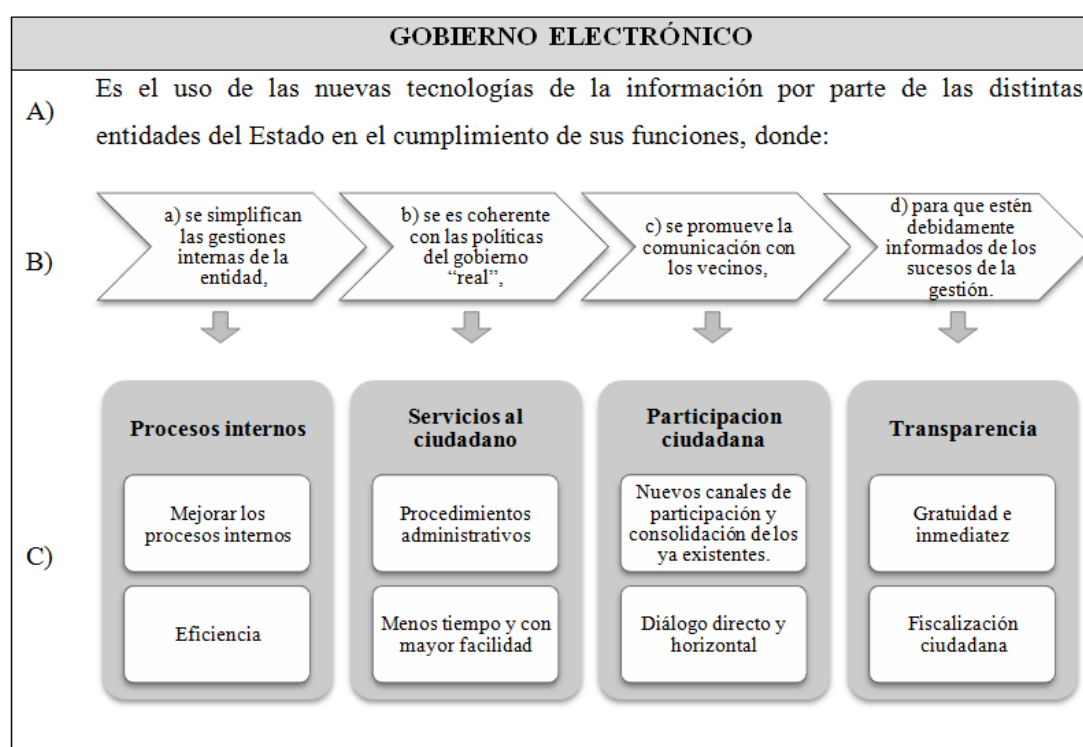 GOBIERNO ELECTRÓNICO
A)
Es el uso de las nuevas tecnologías de la información por parte de las distintas
entidades del Estado en el cumplimiento de sus funciones, donde:
B)
a) se simplifican
las gestiones
internas de la
entidad,
b) se es coherente
con las políticas
del gobierno
“real”,
c) se promueve la
comunicación con
los vecinos,
d) para que estén
debidamente
informados de los
sucesos de la
gestión.
C)
Procesos internos
Mejorar los
procesos internos
Eficiencia
Servicios al
ciudadano
Procedimientos
administrativos
Menos tiempo y con
mayor facilidad
Participacion
ciudadana
Nuevos canales de
participación y
consolidación de los
ya existentes.
Diálogo directo y
horizontal
Transparencia
Gratuidad e
inmediatez
Fiscalización
ciudadana